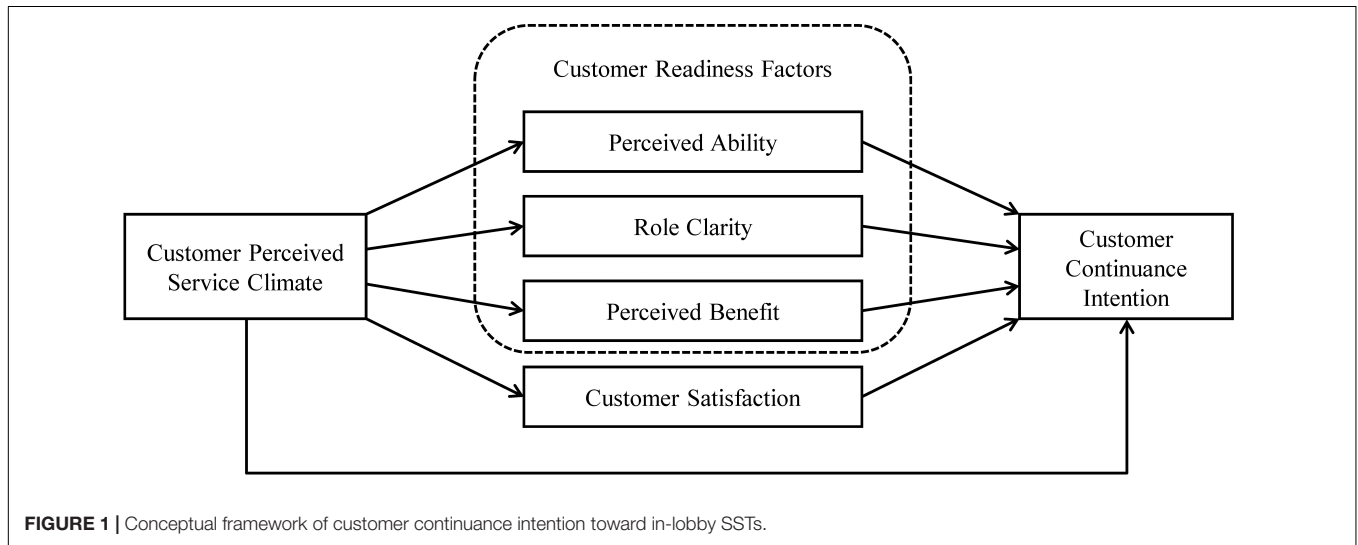 Customer Readiness Factors
Perceived Ability
Customer Perceived
Service Climate
Role Clarity
Customer
Continuance
Intention
Perceived Benefit
Customer Satisfaction
FIGURE 1 | Conceptual framework of customer continuance intention toward in-lobby SSTs.